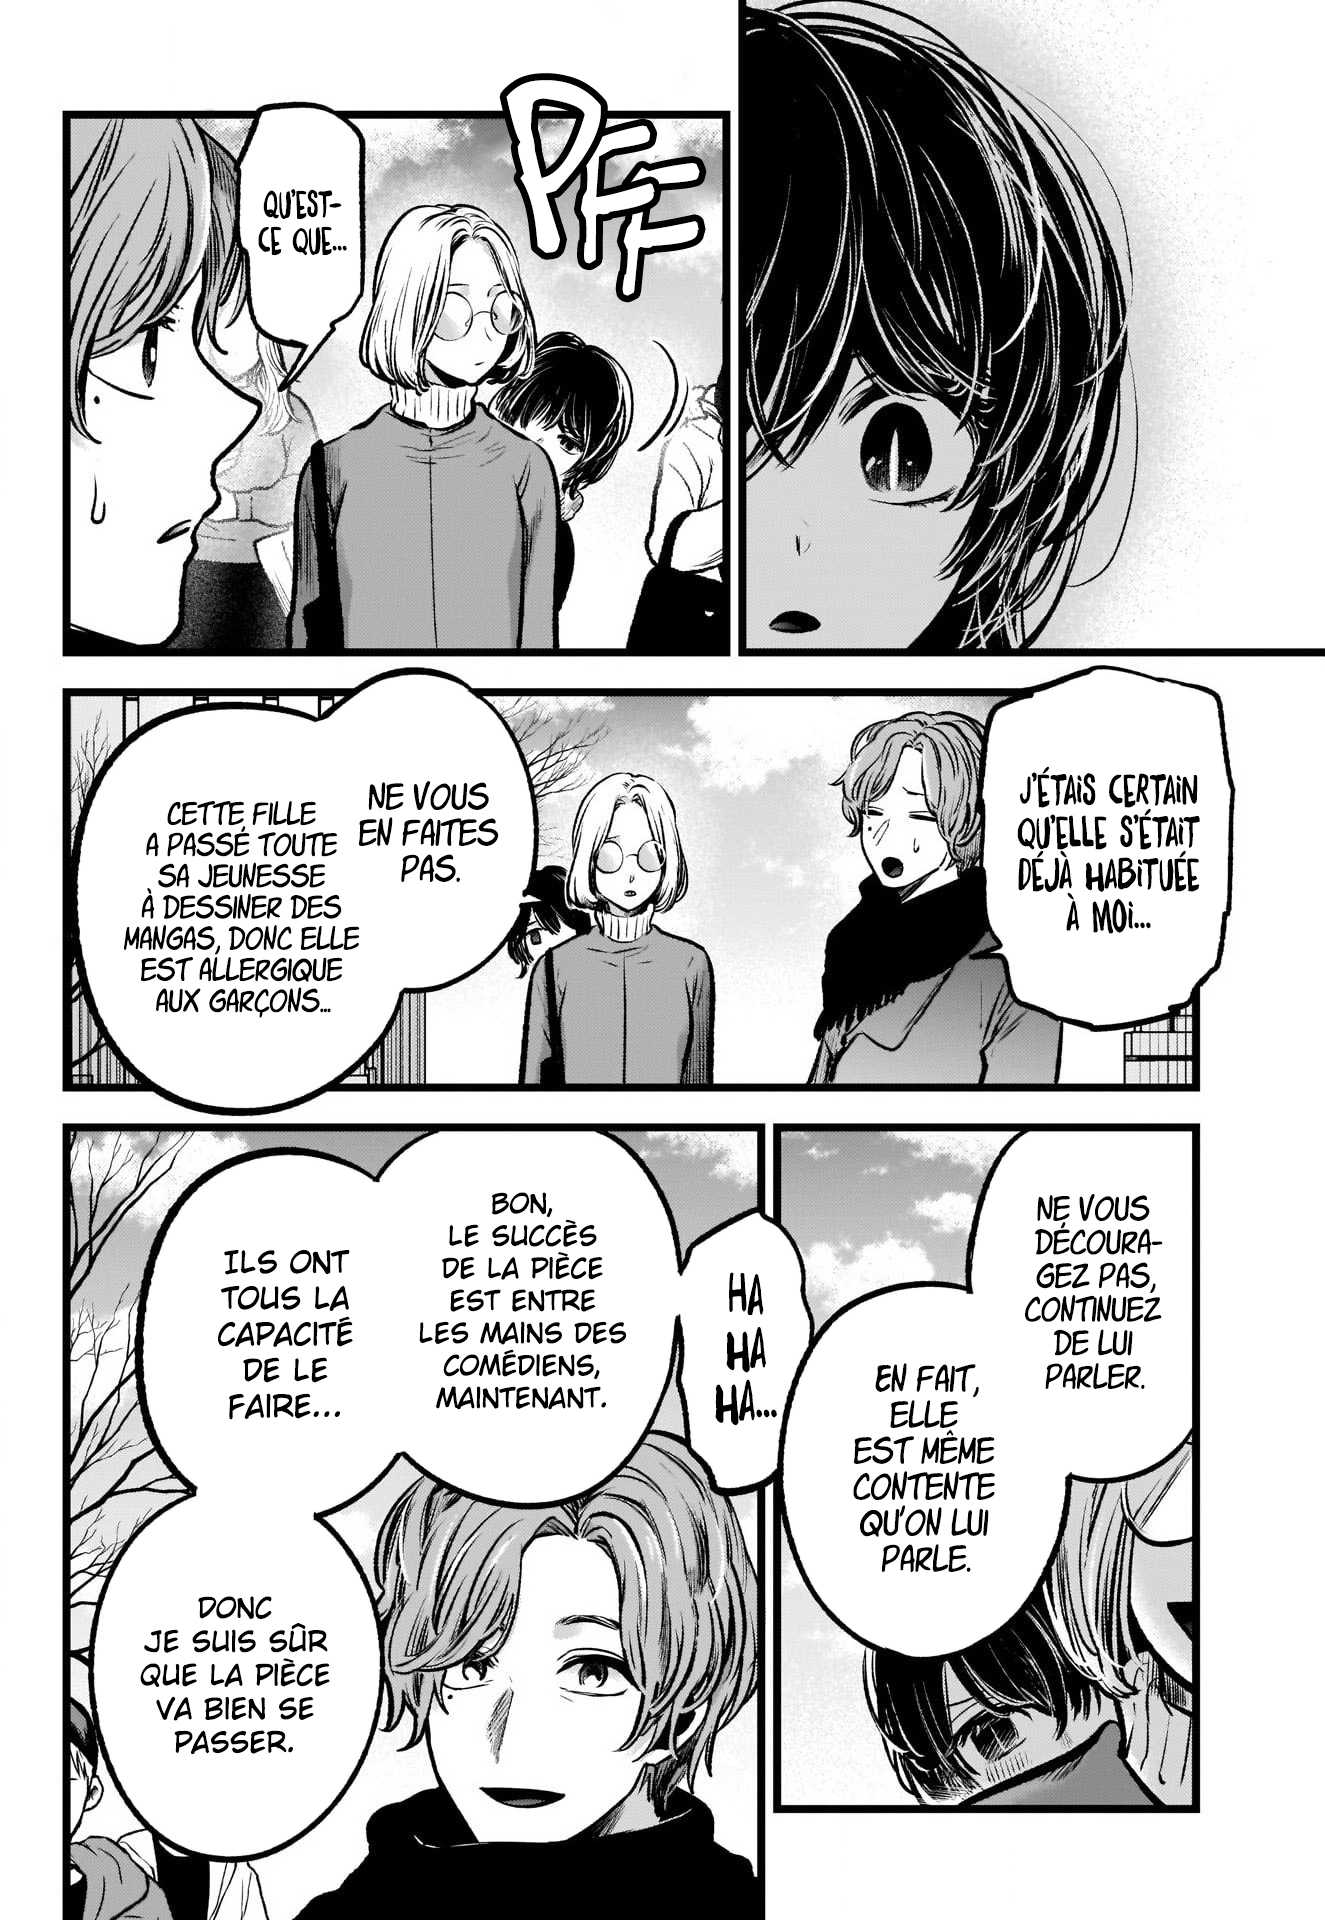 PFFT
QU'EST-
CE QUE...
J'ÉTAIS CERTAIN
QU'ELLE S'ÉTAIT
DÉJÀ HABITUÉE
À MOI...
NE VOUS
EN FAITES
PAS.
CETTE FILLE
A PASSÉ TOUTE
SA JEUNESSE
À DESSINER DES
MANGAS, DONC ELLE
EST ALLERGIQUE
AUX GARÇONS...
NE VOUS
DÉCOURA-
GEZ PAS,
CONTINUEZ
DE LUI
PARLER.
EN FAIT,
ELLE
EST MÊME
CONTENTE
QU'ON LUI
PARLE.
HA
HA
HA...
BON,
LE SUCCÈS
DE LA PIÈCE
EST ENTRE
LES MAINS DES
COMÉDIENS,
MAINTENANT.
ILS ONT
TOUS LA
CAPACITÉ
DE LE
FAIRE...
DONC
JE SUIS SÛR
QUE LA PIÈCE
VA BIEN SE
PASSER.